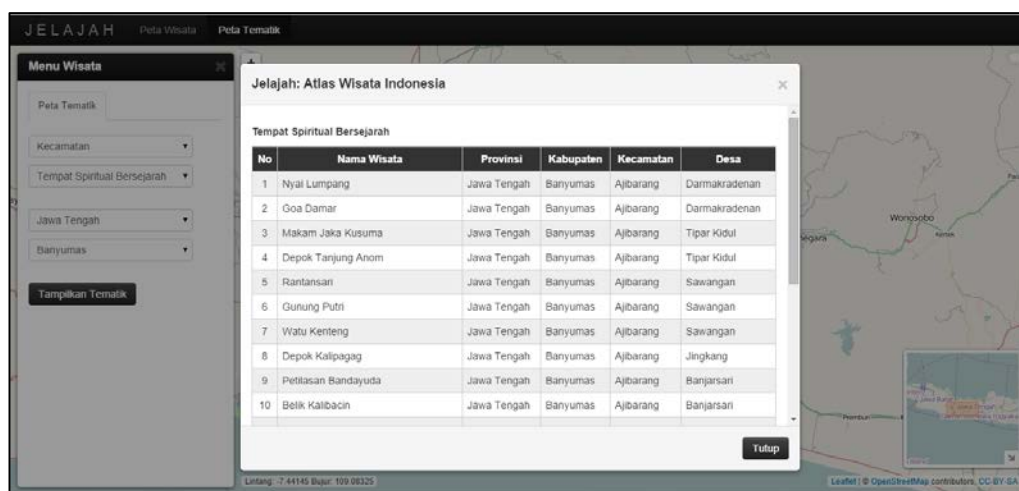 JELAJAH Peta Wisata Peta Tematik
Menu Wisata
Peta Tematik
Kecamatan
Tempat Spiritual Bersejarah
Jawa Tengah
Banyumas
Tampilkan Tematik
Jelajah: Atlas Wisata Indonesia
Tempat Spiritual Bersejarah
No Nama Wisata Provinsi Kabupaten Kecamatan Desa
1 Nyai Lumpang Jawa Tengah Banyumas Ajibarang Darmakradenan
2 Goa Damar Jawa Tengah Banyumas Ajibarang Darmakradenan
3 Makam Jaka Kusuma Jawa Tengah Banyumas Ajibarang Tipar Kidul
4 Depok Tanjung Anom Jawa Tengah Banyumas Ajibarang Tipar Kidul
5 Rantansari Jawa Tengah Banyumas Ajibarang Sawangan
6 Gunung Putri Jawa Tengah Banyumas Ajibarang Sawangan
7 Watu Kenteng Jawa Tengah Banyumas Ajibarang Sawangan
8 Depok Kalipagag Jawa Tengah Banyumas Ajibarang Jingkang
9 Petilasan Bandayuda Jawa Tengah Banyumas Ajibarang Banjarsari
10 Belik Kalibacin Jawa Tengah Banyumas Ajibarang Banjarsari
Tutup
Wonosobo
negara
Lintang: -7.44145 Bujur: 109.08325
Leaflet | © OpenStreetMap contributors, CC-BY-SA